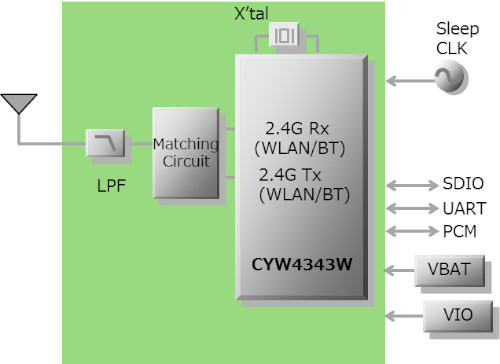 X'tal
Sleep
CLK
2.4G Rx
(WLAN/BT)
Matching
Circuit
2.4G Tx
(WLAN/BT)
LPF
SDIO
UART
PCM
CYW4343W
VBAT
VIO